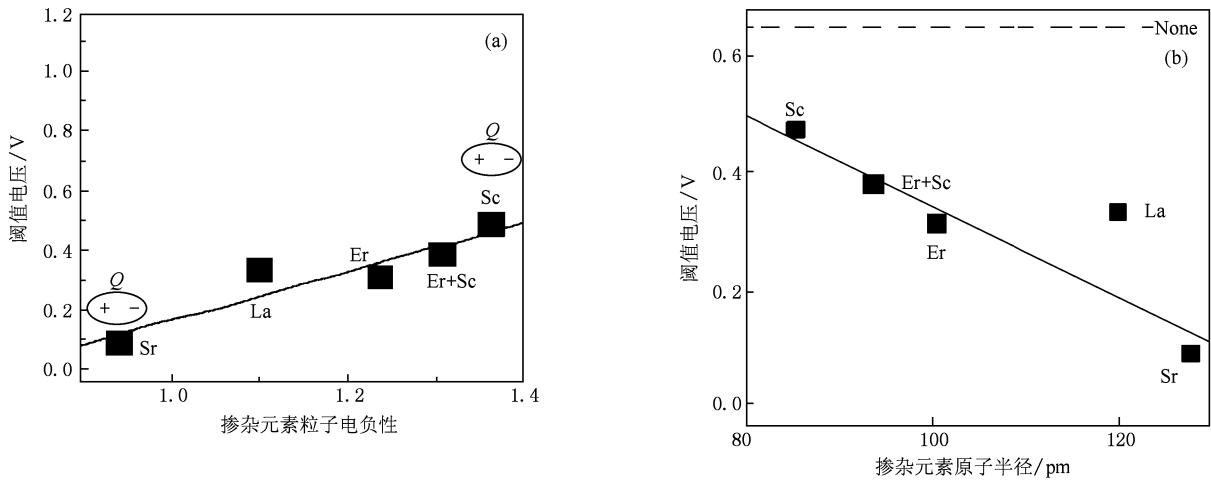 1.2
(a)
1.0
0.8
Q
+ −
0.6
Sc
Er
0.4
Er+Sc
La
Q
+ −
0.2
Sr
0.0
1.0
1.2
1.4
阈值电压/V
掺杂元素粒子电负性
None
(b)
0.6
Sc
Er+Sc
0.4
La
Er
0.2
Sr
0.0
80
100
120
阈值电压/V
掺杂元素原子半径/pm